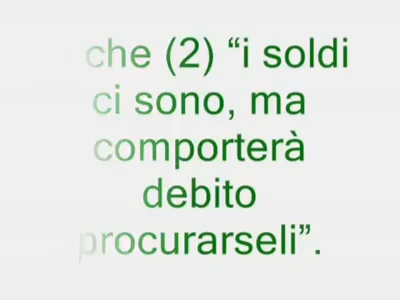 che (2) “i soldi
ci sono, ma
comporterà
debito
procurarseli”.